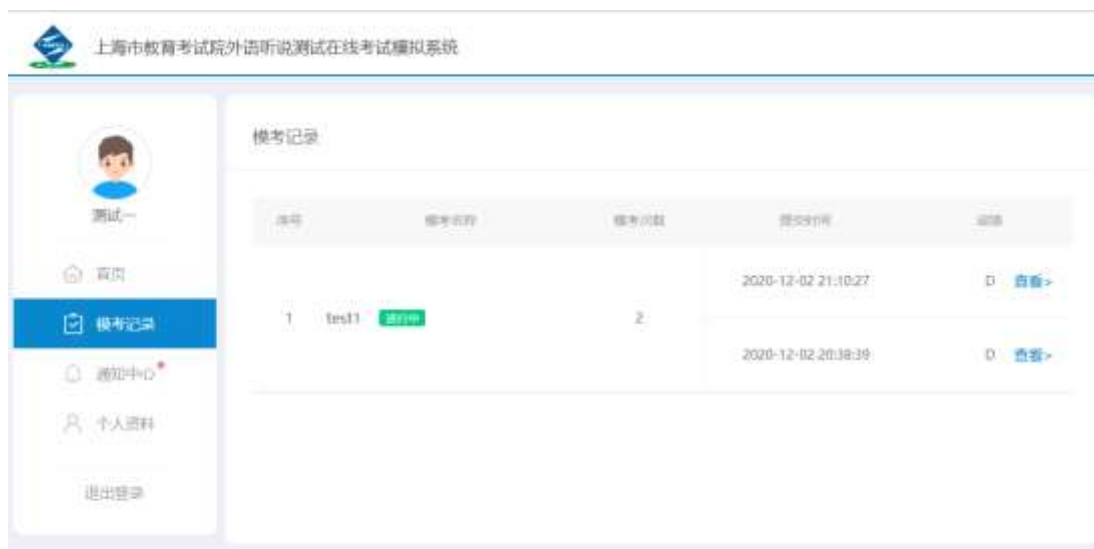 上海市教育考试院外语听说测试在线考试模拟系统
测试一
首页
模考记录
通知中心
个人资料
退出登录
模考记录
序号 模考名称 模考次数 提交时间 成绩
1 test1 进行中 2
2020-12-02 21:10:27 D 查看>
2020-12-02 20:38:39 D 查看>